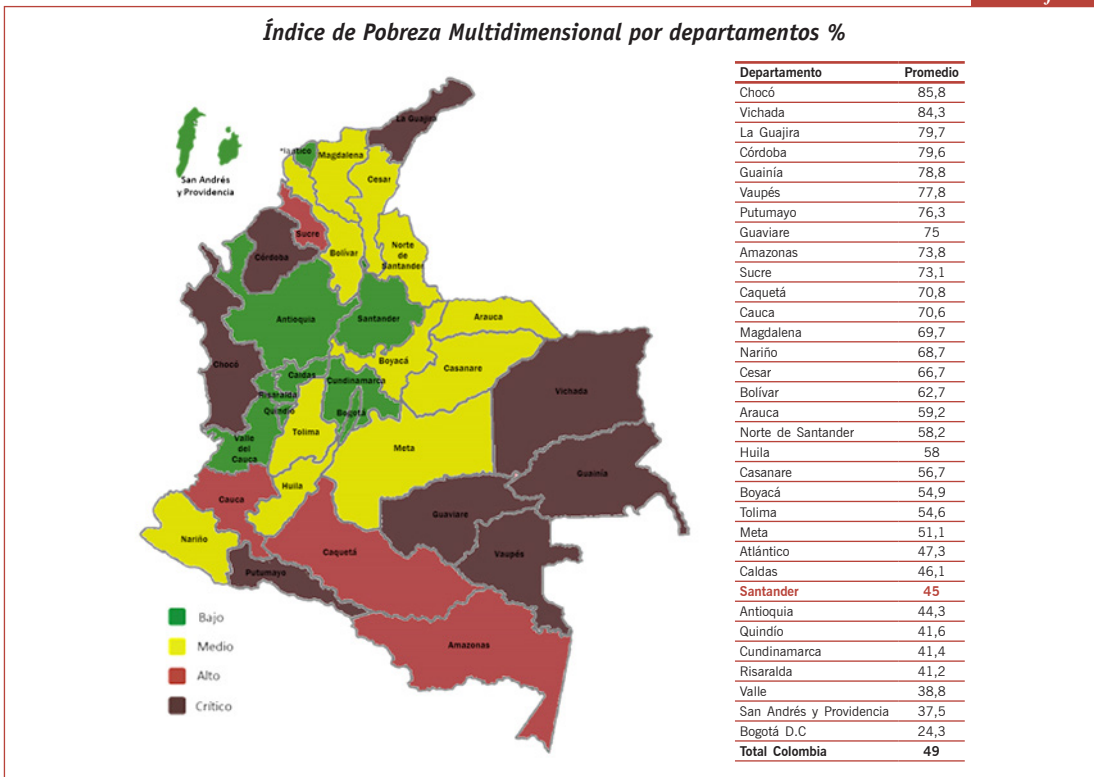 Índice de Pobreza Multidimensional por departamentos %
San Andrés
y Providencia
La Guajira
Magdalena
Cesar
Sucre
Bolívar
Norte
de
Santander
Córdoba
Antioquia
Santander
Arauca
Boyacá
Casanare
Chocó
Caldas
Cundinamarca
Risaralda
Quindío
Bogotá
Vichada
Tolima
Valle
del
Cauca
Meta
Guainía
Huila
Cauca
Guaviare
Nariño
Caquetá
Vaupés
Putumayo
Amazonas
Bajo
Medio
Alto
Crítico
Departamento Promedio
Chocó 85,8
Vichada 84,3
La Guajira 79,7
Córdoba 79,6
Guainía 78,8
Vaupés 77,8
Putumayo 76,3
Guaviare 75
Amazonas 73,8
Sucre 73,1
Caquetá 70,8
Cauca 70,6
Magdalena 69,7
Nariño 68,7
Cesar 66,7
Bolívar 62,7
Arauca 59,2
Norte de Santander 58,2
Huila 58
Casanare 56,7
Boyacá 54,9
Tolima 54,6
Meta 51,1
Atlántico 47,3
Caldas 46,1
Santander 45
Antioquia 44,3
Quindío 41,6
Cundinamarca 41,4
Risaralda 41,2
Valle 38,8
San Andrés y Providencia 37,5
Bogotá D.C 24,3
Total Colombia 49